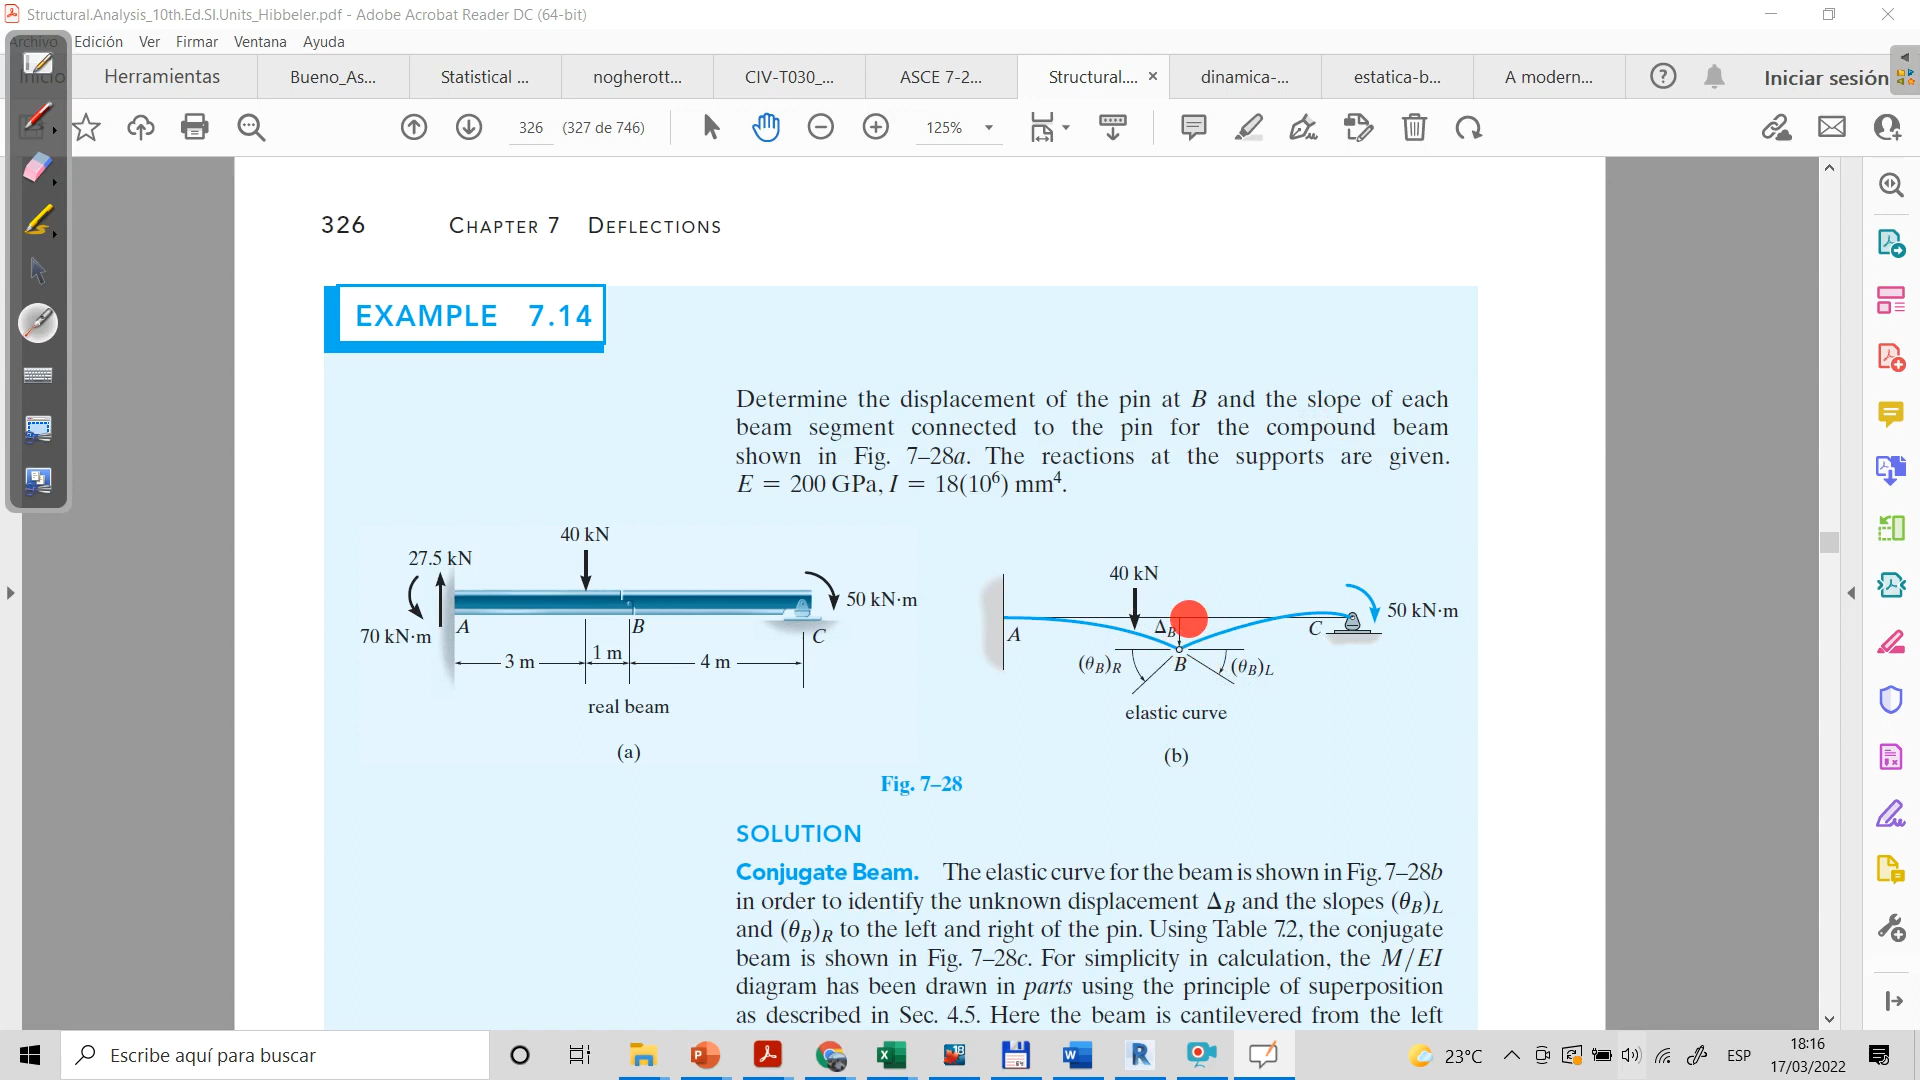 Structural.Analysis_10th.Ed.SI.Units_Hibbeler.pdf - Adobe Acrobat Reader DC (64-bit)
Archivo Edición Ver Firmar Ventana Ayuda
Inicio Herramientas Bueno_As... Statistical ... nogherott... CIV-T030_... ASCE 7-2... Structural.... × dinamica-... estatica-b... A modern... Iniciar sesión
326 (327 de 746) 125%
326 CHAPTER 7 DEFLECTIONS
EXAMPLE 7.14
Determine the displacement of the pin at B and the slope of each
beam segment connected to the pin for the compound beam
shown in Fig. 7–28a. The reactions at the supports are given.
E = 200 GPa, I = 18(10⁶) mm⁴.
40 kN
27.5 kN
50 kN·m
70 kN·m
A
B
C
3 m
1 m
4 m
real beam
(a)
40 kN
50 kN·m
A
ΔB
C
(θB)R
B
(θB)L
elastic curve
(b)
Fig. 7–28
SOLUTION
Conjugate Beam. The elastic curve for the beam is shown in Fig. 7–28b
in order to identify the unknown displacement ΔB and the slopes (θB)L
and (θB)R to the left and right of the pin. Using Table 7.2, the conjugate
beam is shown in Fig. 7–28c. For simplicity in calculation, the M/EI
diagram has been drawn in parts using the principle of superposition
as described in Sec. 4.5. Here the beam is cantilevered from the left
Escribe aquí para buscar
23°C
ESP
18:16
17/03/2022